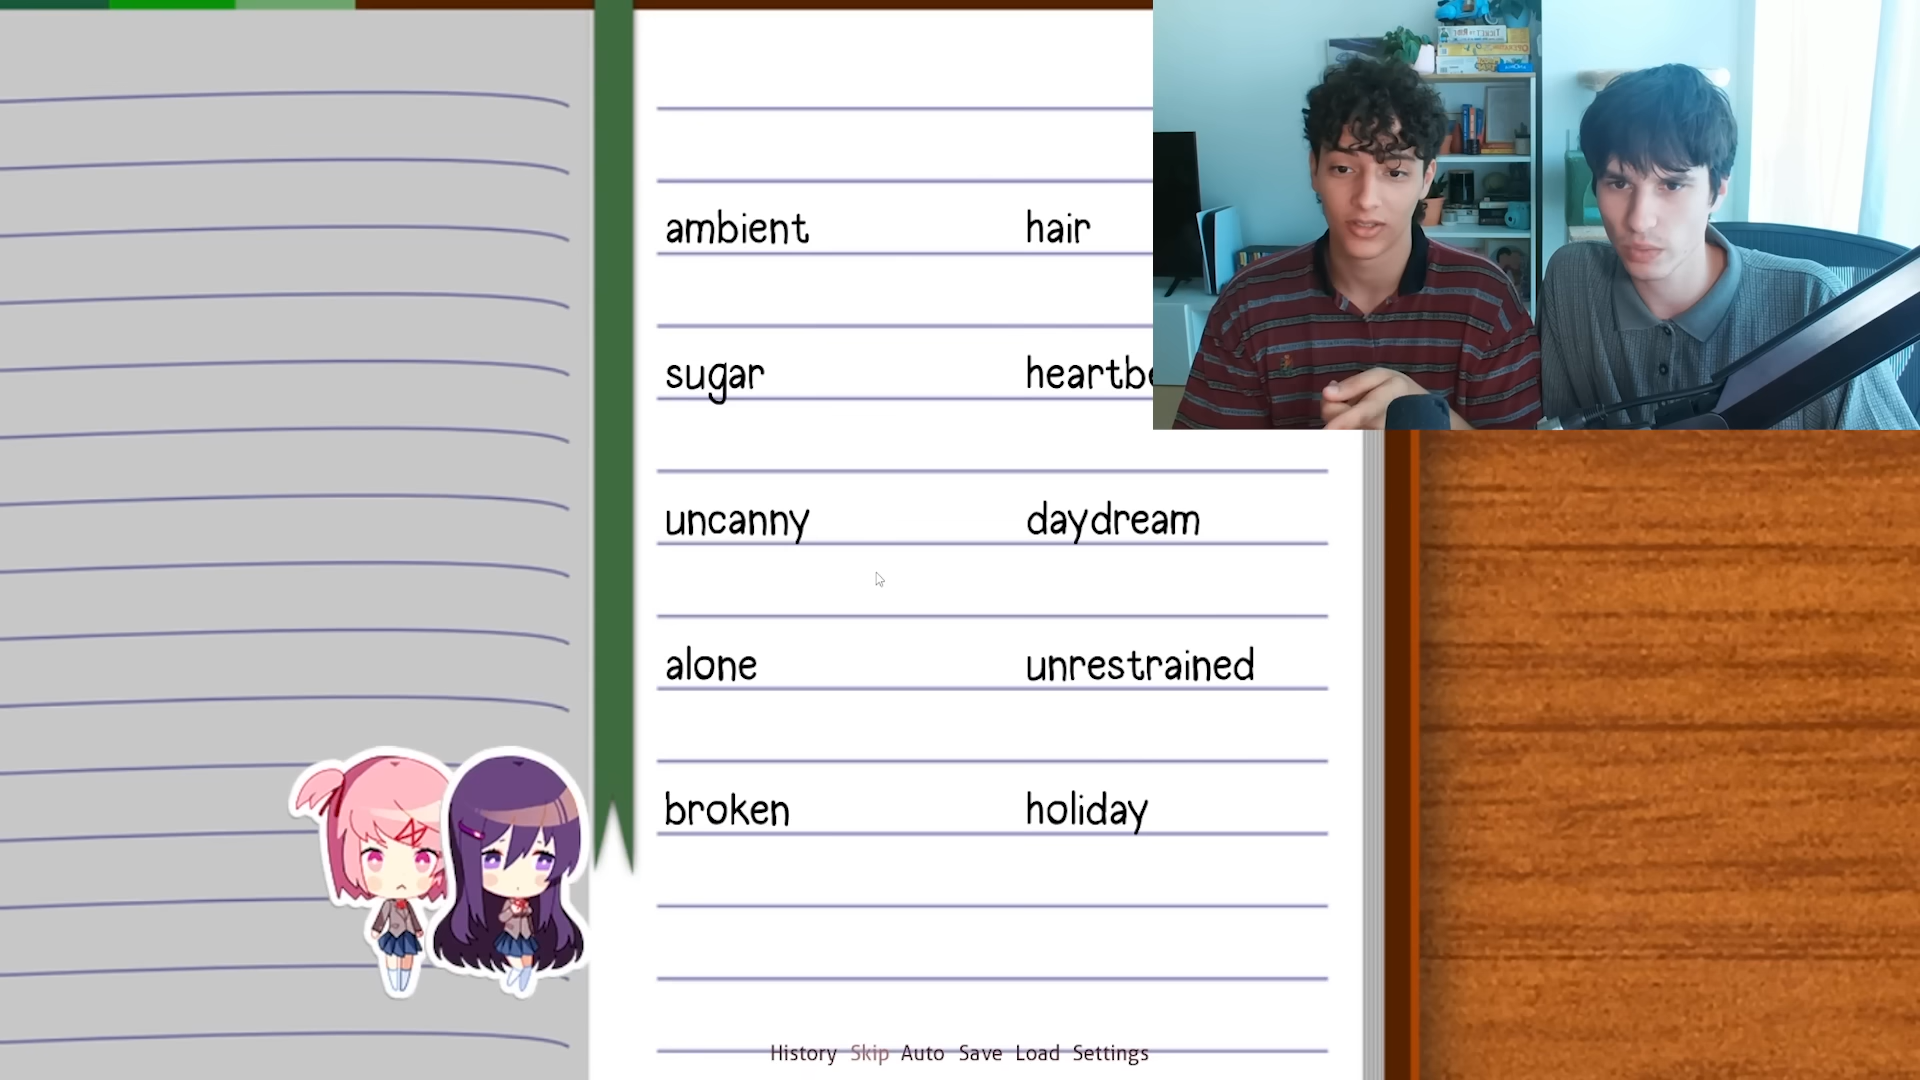 ambient hair
sugar
uncanny daydream
alone unrestrained
broken holiday
History Skip Auto Save Load Settings